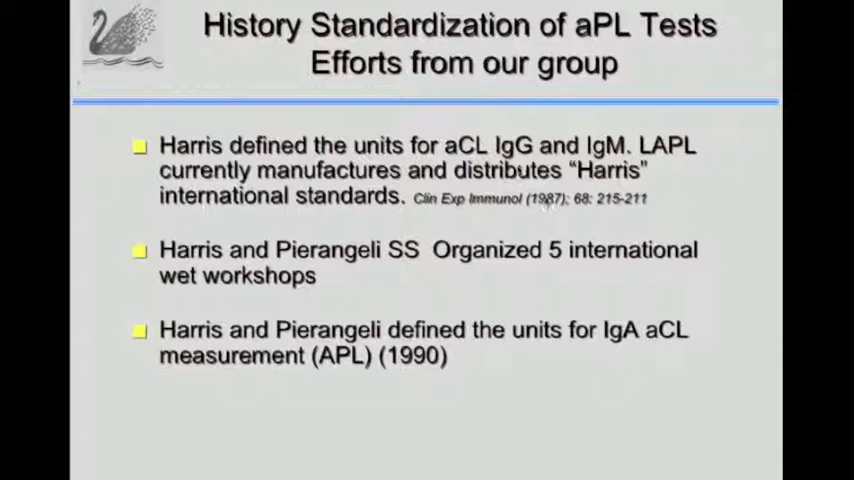 History Standardization of aPL Tests
Efforts from our group
Harris defined the units for aCL IgG and IgM. LAPL
currently manufactures and distributes “Harris”
international standards. Clin Exp Immunol (1987); 68: 215-211
Harris and Pierangeli SS Organized 5 international
wet workshops
Harris and Pierangeli defined the units for IgA aCL
measurement (APL) (1990)